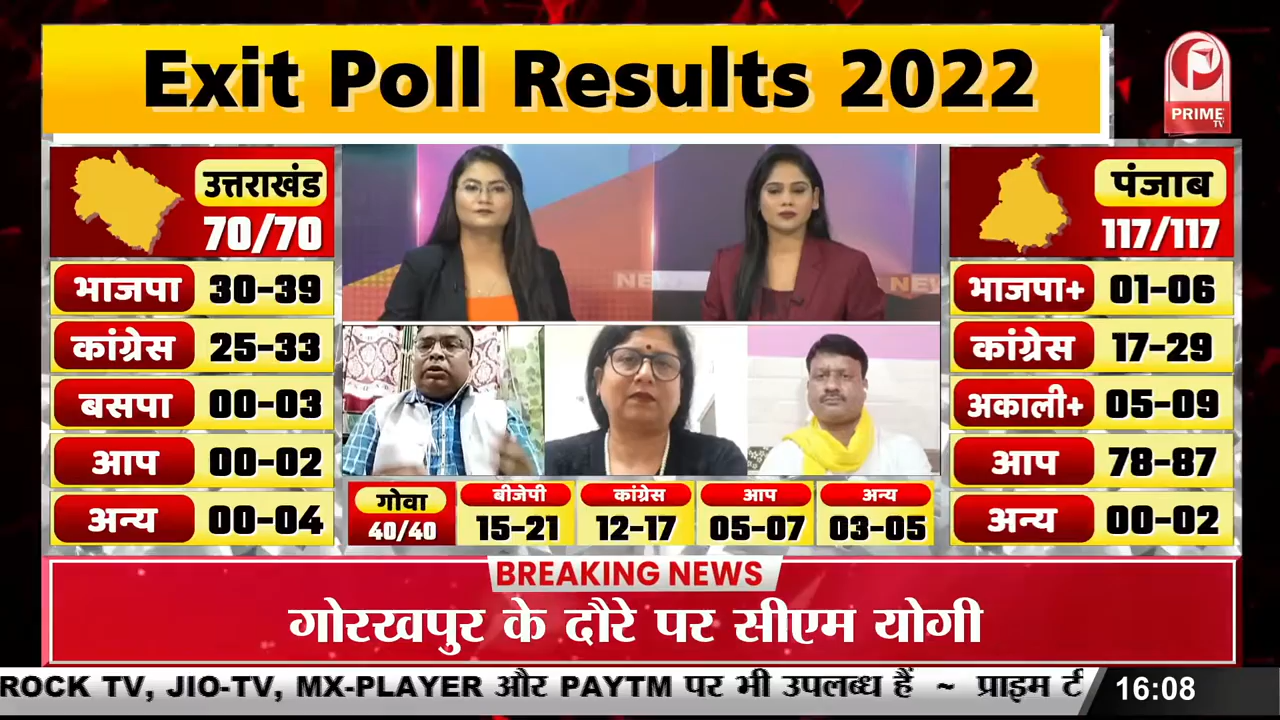 Exit Poll Results 2022
PRIME
TV
उत्तराखंड
70/70
भाजपा 30-39
कांग्रेस 25-33
बसपा 00-03
आप 00-02
अन्य 00-04
NE
NEW
पंजाब
117/117
भाजपा+ 01-06
कांग्रेस 17-29
अकाली+ 05-09
आप 78-87
अन्य 00-02
गोवा
40/40
बीजेपी
15-21
कांग्रेस
12-17
आप
05-07
अन्य
03-05
BREAKING NEWS
गोरखपुर के दौरे पर सीएम योगी
ROCK TV, JIO-TV, MX-PLAYER और PAYTM पर भी उपलब्ध हैं ~ प्राइम
16:08